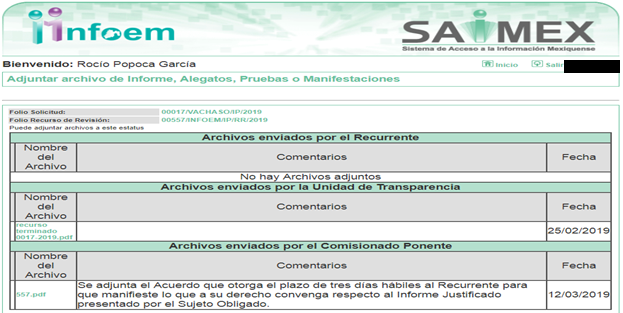 infoem
SAIMEX
Sistema de Acceso a la Información Mexiquense
Bienvenido: Rocío Popoca García
Inicio
Salir
Adjuntar archivo de Informe, Alegatos, Pruebas o Manifestaciones
Folio Solicitud: 00017/VACHASO/IP/2019
Folio Recurso de Revisión: 00557/INFOEM/IP/RR/2019
Puede adjuntar archivos a este estatus
Archivos enviados por el Recurrente
Nombre del Archivo Comentarios Fecha
No hay Archivos adjuntos
Archivos enviados por la Unidad de Transparencia
Nombre del Archivo Comentarios Fecha
recurso terminado 0017.2019.pdf 25/02/2019
Archivos enviados por el Comisionado Ponente
Nombre del Archivo Comentarios Fecha
557.pdf
Se adjunta el Acuerdo que otorga el plazo de tres días hábiles al Recurrente para
que manifieste lo que a su derecho convenga respecto al Informe Justificado
presentado por el Sujeto Obligado.
12/03/2019